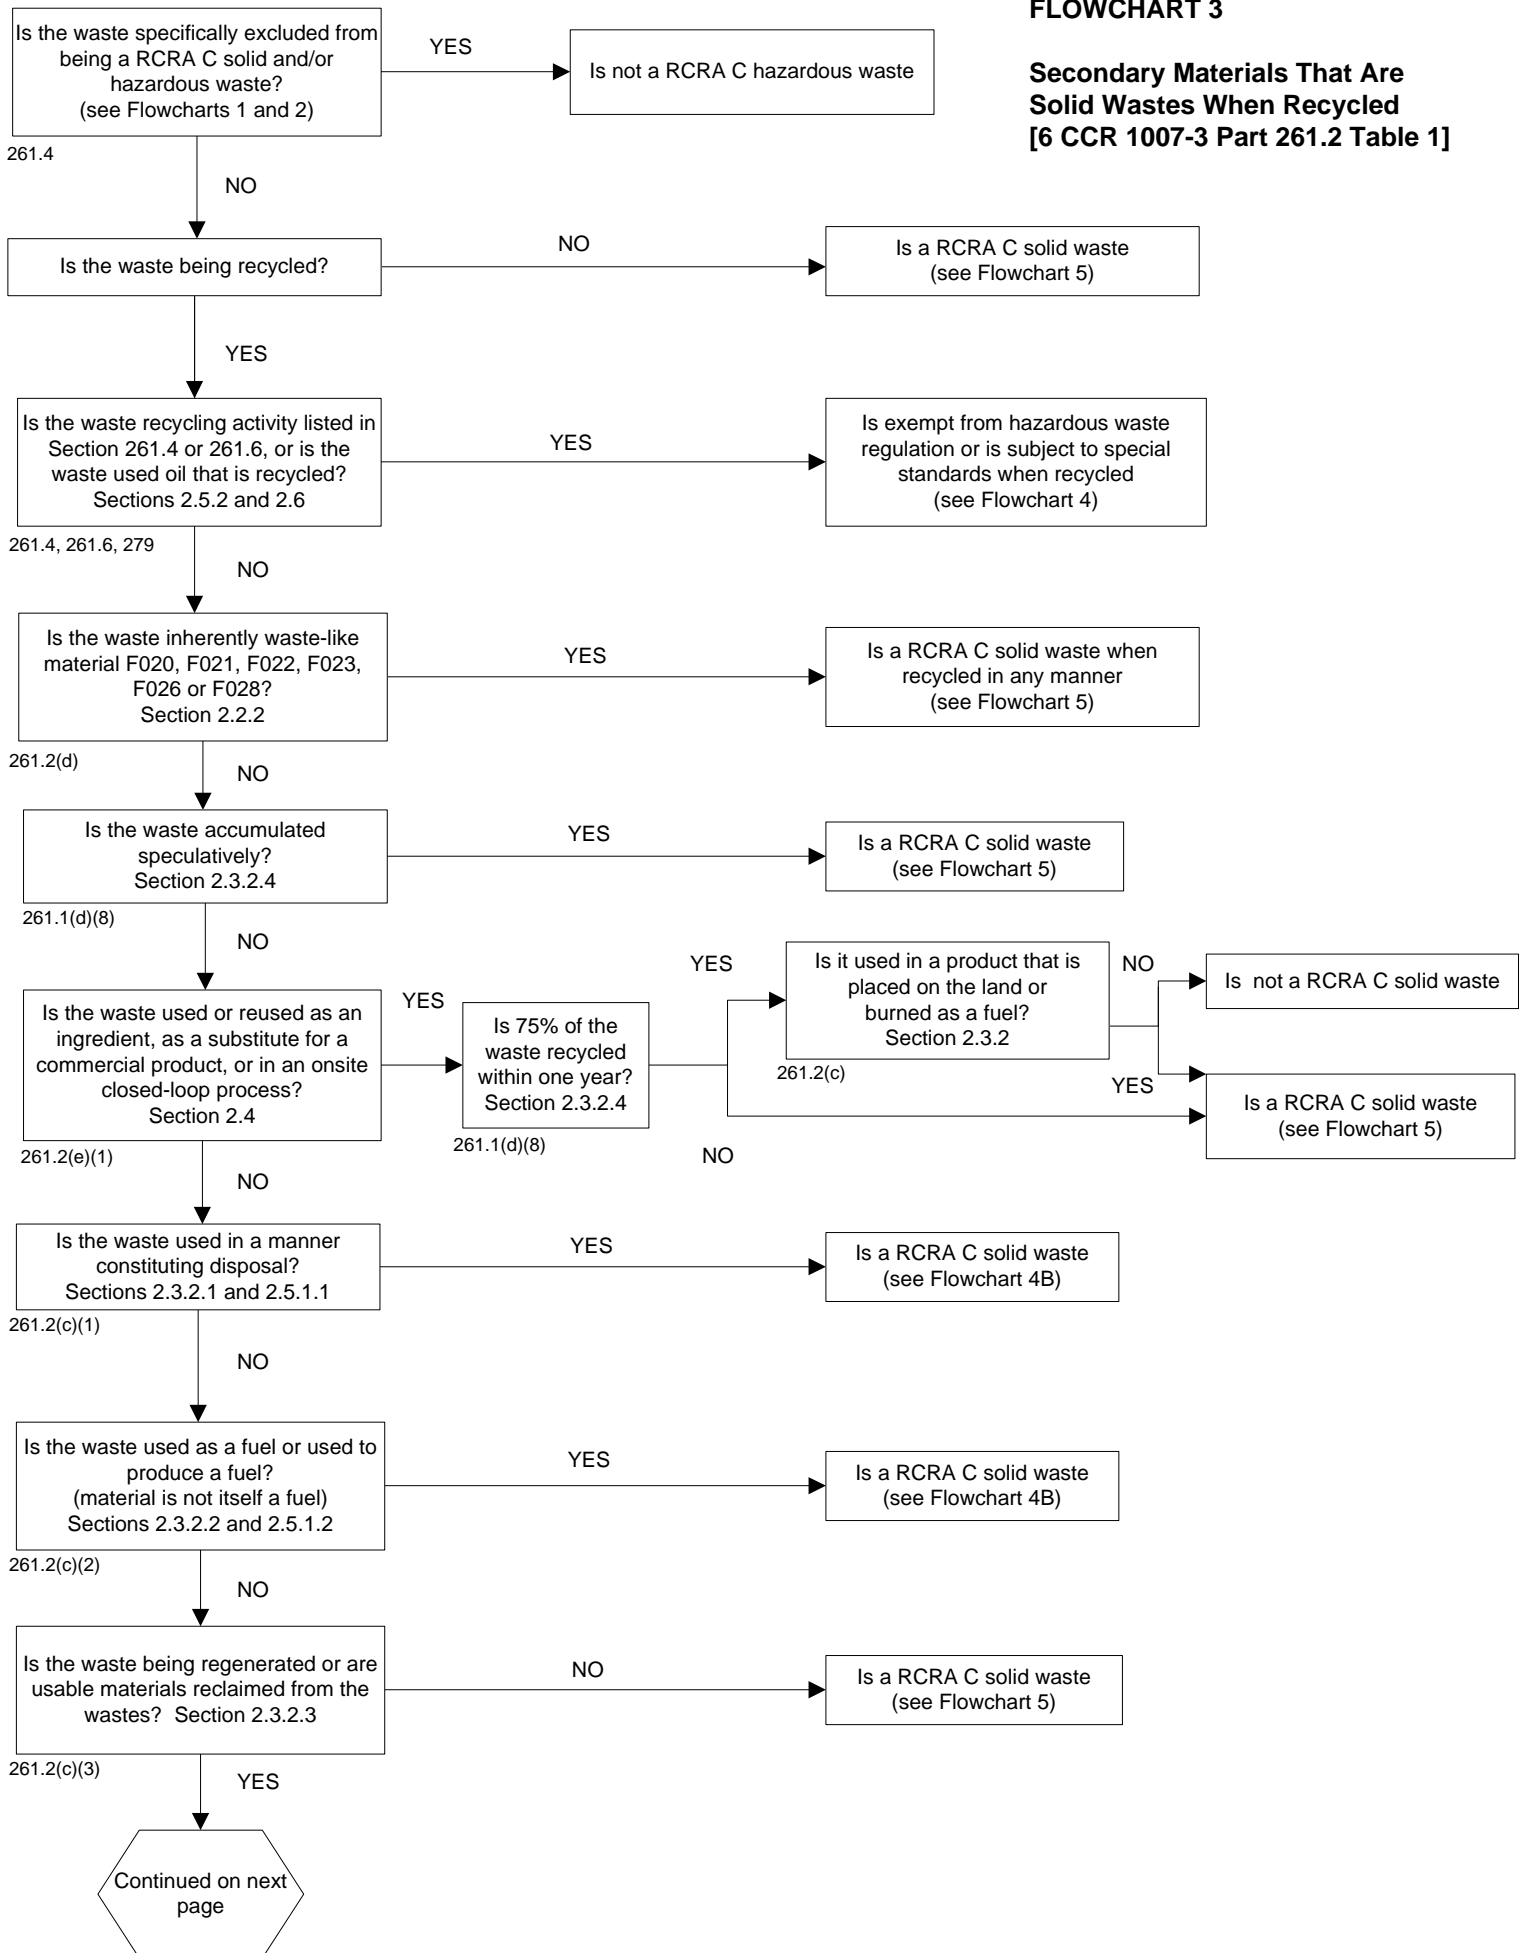 FLOWCHART 3
Secondary Materials That Are
Solid Wastes When Recycled
[6 CCR 1007-3 Part 261.2 Table 1]
Is the waste specifically excluded from
being a RCRA C solid and/or
hazardous waste?
(see Flowcharts 1 and 2)
261.4
YES
Is not a RCRA C hazardous waste
NO
Is the waste being recycled?
NO
Is a RCRA C solid waste
(see Flowchart 5)
YES
Is the waste recycling activity listed in
Section 261.4 or 261.6, or is the
waste used oil that is recycled?
Sections 2.5.2 and 2.6
261.4, 261.6, 279
YES
Is exempt from hazardous waste
regulation or is subject to special
standards when recycled
(see Flowchart 4)
NO
Is the waste inherently waste-like
material F020, F021, F022, F023,
F026 or F028?
Section 2.2.2
261.2(d)
YES
Is a RCRA C solid waste when
recycled in any manner
(see Flowchart 5)
NO
Is the waste accumulated
speculatively?
Section 2.3.2.4
261.1(d)(8)
YES
Is a RCRA C solid waste
(see Flowchart 5)
NO
Is the waste used or reused as an
ingredient, as a substitute for a
commercial product, or in an onsite
closed-loop process?
Section 2.4
261.2(e)(1)
YES
Is 75% of the
waste recycled
within one year?
Section 2.3.2.4
261.1(d)(8)
YES
Is it used in a product that is
placed on the land or
burned as a fuel?
Section 2.3.2
261.2(c)
NO
Is  not a RCRA C solid waste
YES
Is a RCRA C solid waste
(see Flowchart 5)
NO
NO
Is the waste used in a manner
constituting disposal?
Sections 2.3.2.1 and 2.5.1.1
261.2(c)(1)
YES
Is a RCRA C solid waste
(see Flowchart 4B)
NO
Is the waste used as a fuel or used to
produce a fuel?
(material is not itself a fuel)
Sections 2.3.2.2 and 2.5.1.2
261.2(c)(2)
YES
Is a RCRA C solid waste
(see Flowchart 4B)
NO
Is the waste being regenerated or are
usable materials reclaimed from the
wastes?  Section 2.3.2.3
261.2(c)(3)
NO
Is a RCRA C solid waste
(see Flowchart 5)
YES
Continued on next
page